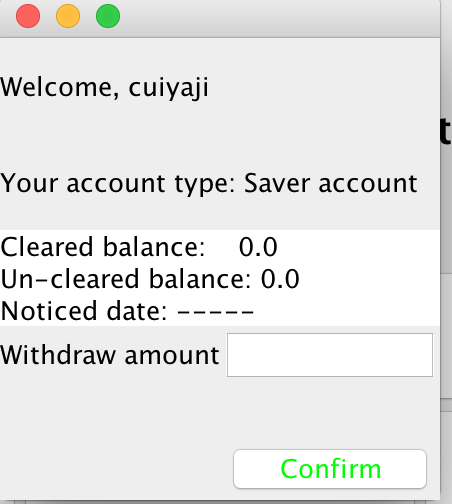 Welcome, cuiyaji
Your account type: Saver account
Cleared balance: 0.0
Un-cleared balance: 0.0
Noticed date: -----
Withdraw amount
Confirm